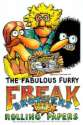 THE FABULOUS FURRY
FREAK
BROTHERS
ROLLING PAPERS